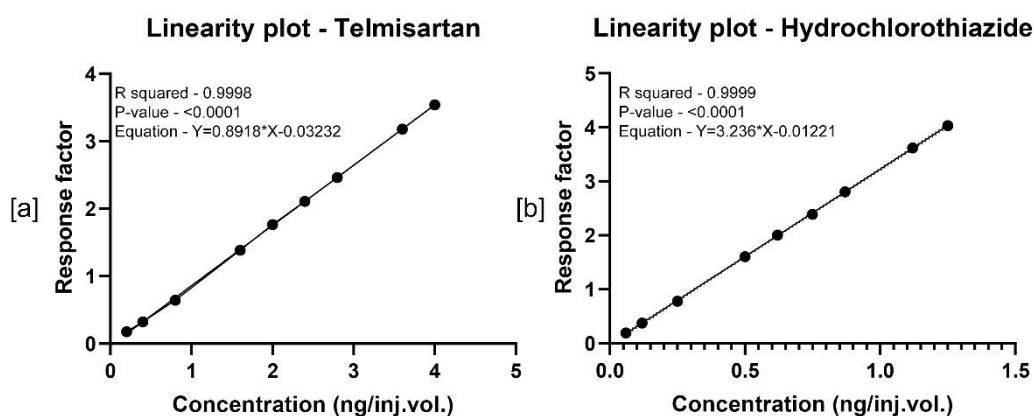 Linearity plot - Telmisartan
R squared - 0.9998
P-value - <0.0001
Equation - Y=0.8918*X-0.03232
[a]
Response factor
4
3
2
1
0
0 1 2 3 4 5
Concentration (ng/inj.vol.)
Linearity plot - Hydrochlorothiazide
R squared - 0.9999
P-value - <0.0001
Equation - Y=3.236*X-0.01221
[b]
Response factor
5
4
3
2
1
0
0.0 0.5 1.0 1.5
Concentration (ng/inj.vol.)